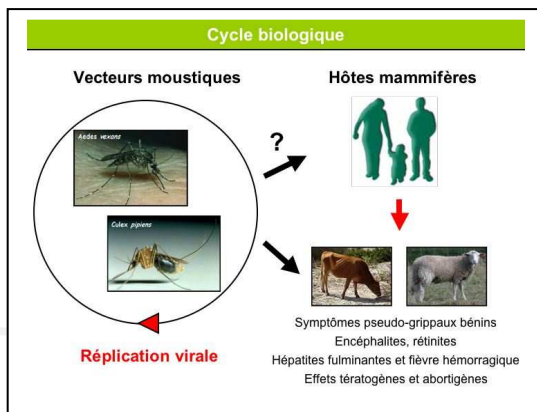 Cycle biologique
Vecteurs moustiques
Hôtes mammifères
Aedes vexans
?
Culex pipiens
Réplication virale
Symptômes pseudo-grippaux bénins
Encéphalites, rétinites
Hépatites fulminantes et fièvre hémorragique
Effets tératogènes et abortigènes